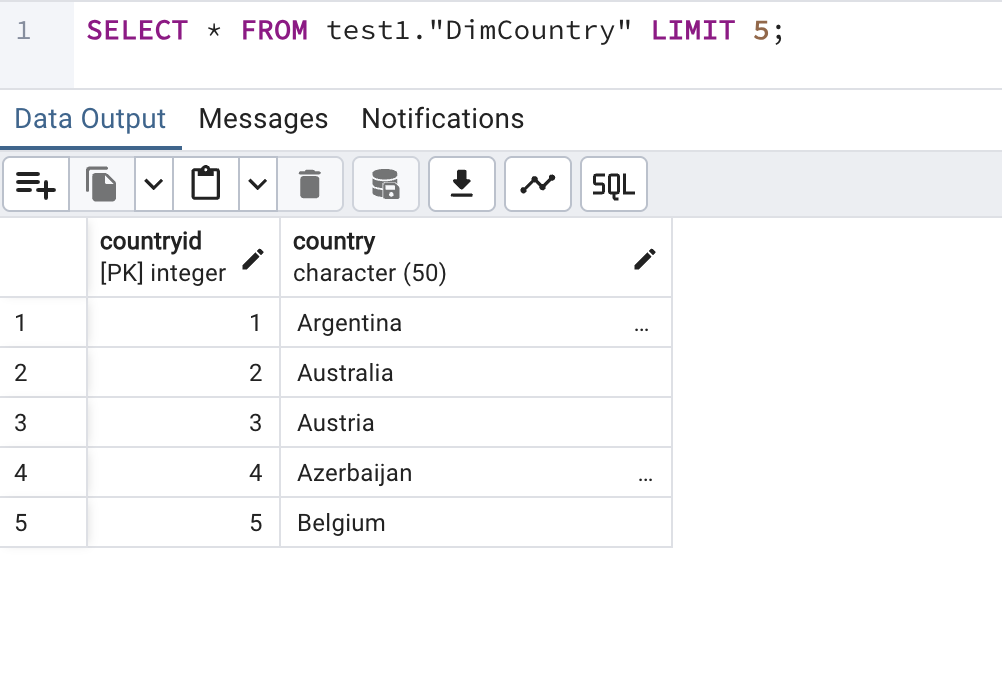 1 SELECT * FROM test1."DimCountry" LIMIT 5;
Data Output Messages Notifications
SQL
countryid country
[PK] integer character (50)
1 1 Argentina ...
2 2 Australia
3 3 Austria
4 4 Azerbaijan ...
5 5 Belgium